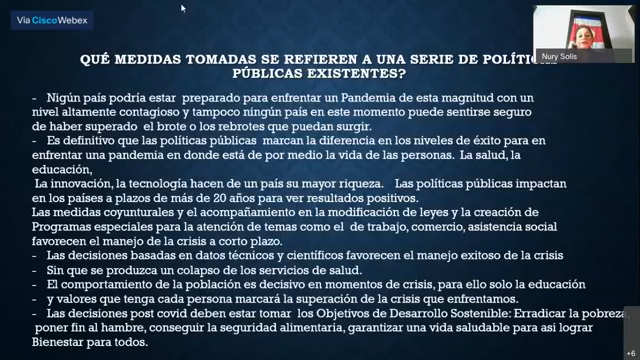 Via Cisco Webex
Nury Solís
QUÉ MEDIDAS TOMADAS SE REFIEREN A UNA SERIE DE POLÍTIC
PÚBLICAS EXISTENTES?
- Nigún país podría estar preparado para enfrentar un Pandemia de esta magnitud con un
nivel altamente contagioso y tampoco ningún país en este momento puede sentirse seguro
de haber superado el brote o los rebrotes que puedan surgir.
- Es definitivo que las políticas públicas marcan la diferencia en los niveles de éxito para en
enfrentar una pandemia en donde está de por medio la vida de las personas. La salud, la
educación,
La innovación, la tecnología hacen de un país su mayor riqueza. Las políticas públicas impactan
en los países a plazos de más de 20 años para ver resultados positivos.
Las medidas coyunturales y el acompañamiento en la modificación de leyes y la creación de
Programas especiales para la atención de temas como el de trabajo, comercio, asistencia social
favorecen el manejo de la crisis a corto plazo.
- Las decisiones basadas en datos técnicos y científicos favorecen el manejo exitoso de la crisis
- Sin que se produzca un colapso de los servicios de salud.
- El comportamiento de la población es decisivo en momentos de crisis, para ello solo la educación
- y valores que tenga cada persona marcará la superación de la crisis que enfrentamos.
- Las decisiones post covid deben estar tomar los Objetivos de Desarrollo Sostenible: Erradicar la pobreza
poner fin al hambre, conseguir la seguridad alimentaria, garantizar una vida saludable para asi lograr
Bienestar para todos.
+6